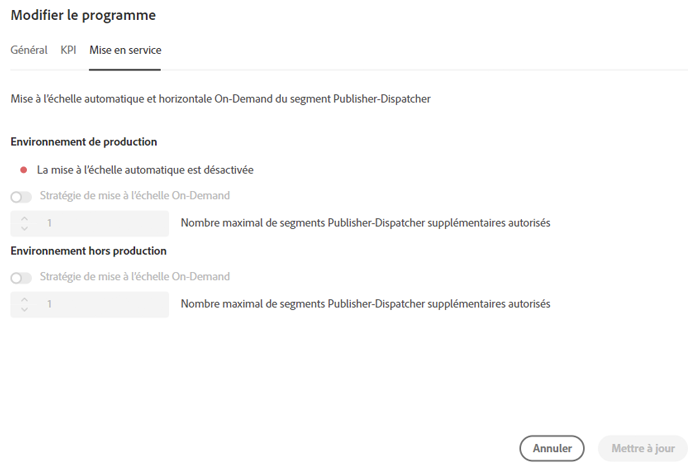 Modifier le programme
Général KPI Mise en service
Mise à l'échelle automatique et horizontale On-Demand du segment Publisher-Dispatcher
Environnement de production
La mise à l'échelle automatique est désactivée
Stratégie de mise à l'échelle On-Demand
1 Nombre maximal de segments Publisher-Dispatcher supplémentaires autorisés
Environnement hors production
Stratégie de mise à l'échelle On-Demand
1 Nombre maximal de segments Publisher-Dispatcher supplémentaires autorisés
Annuler Mettre à jour